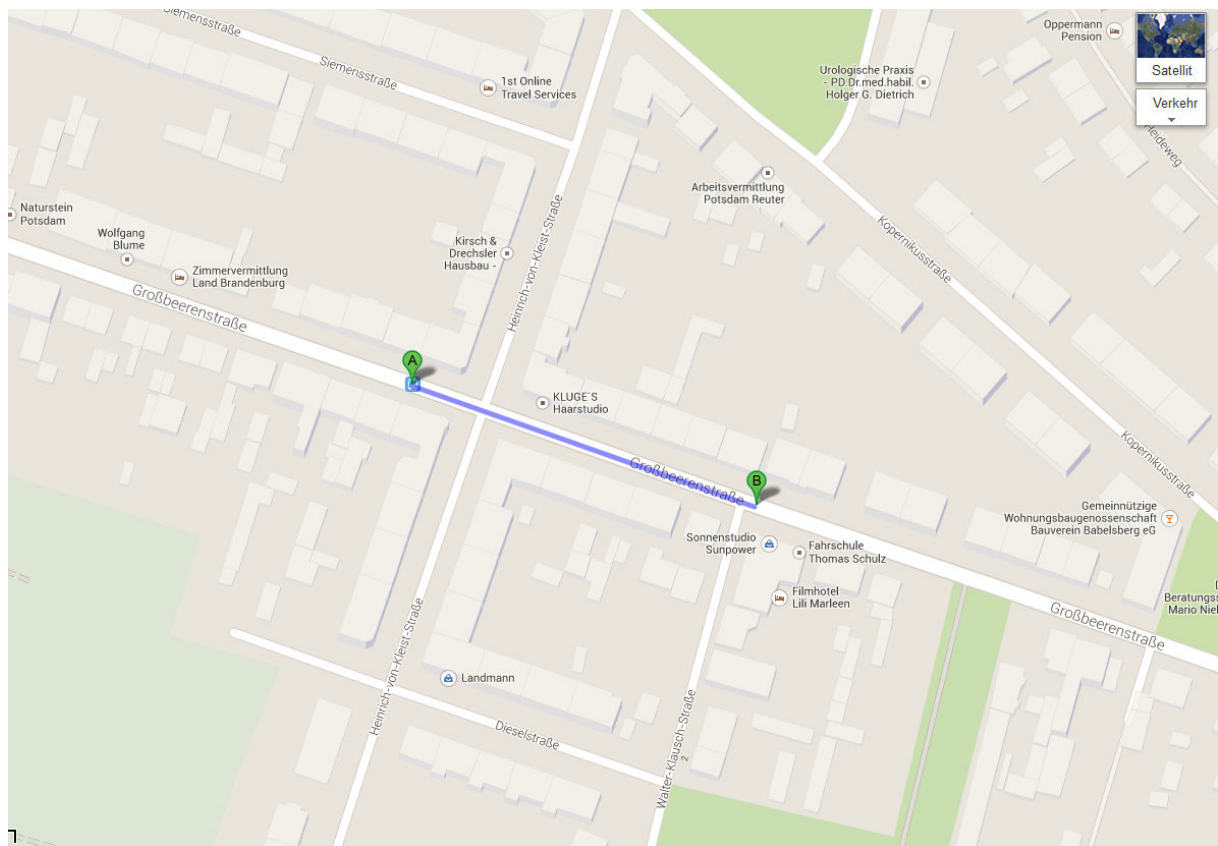 Siemensstraße
Oppermann
Pension
Satellit
Verkehr
Siemensstraße
1st Online
Travel Services
Urologische Praxis
- PD.Dr.med.habil.
Holger G. Dietrich
Heideweg
Arbeitsvermittlung
Potsdam Reuter
Naturstein
Potsdam
Wolfgang
Blume
Kirsch &
Drechsler
Hausbau -
Heinrich-von-Kleist-Straße
Kopernikusstraße
Zimmervermittlung
Land Brandenburg
Großbeerenstraße
A
KLUGE´S
Haarstudio
Großbeerenstraße
B
Kopernikusstraße
Gemeinnützige
Wohnungsbaugenossenschaft
Bauverein Babelsberg eG
Sonnenstudio
Sunpower
Fahrschule
Thomas Schulz
Filmhotel
Lili Marleen
Großbeerenstraße
Heinrich-von-Kleist-Straße
Landmann
Dieselstraße
Walter-Klausch-Straße
2